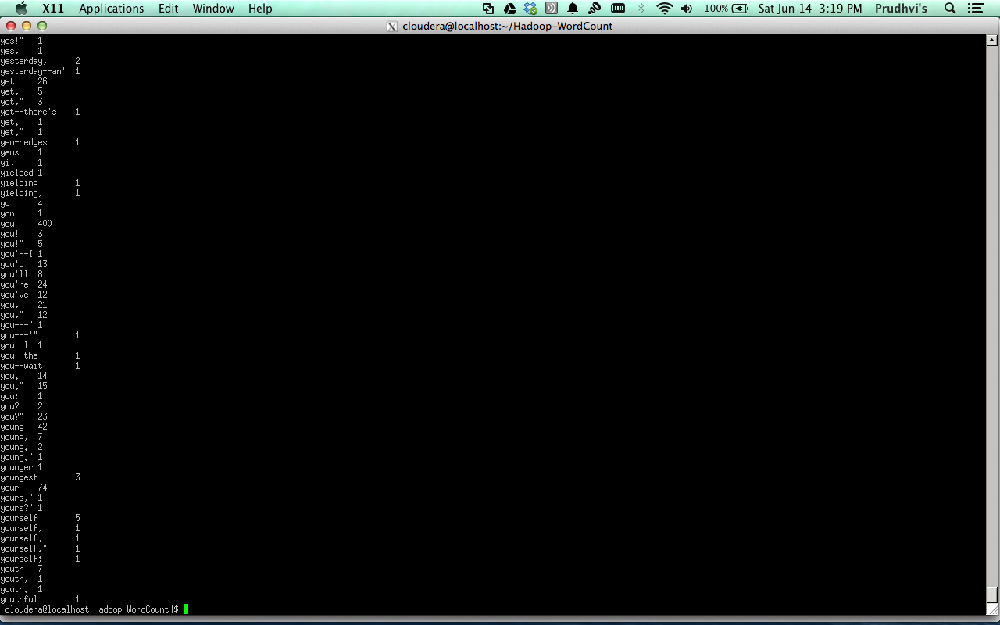 X11 Applications Edit Window Help 100% Sat Jun 14 3:19 PM Prudhvi's
cloudera@localhost:~/Hadoop-WordCount
yes!" 1
yes, 1
yesterday, 2
yesterday--an' 1
yet 26
yet, 5
yet," 3
yet--there's 1
yet. 1
yet." 1
yew-hedges 1
yews 1
yi, 1
yielded 1
yielding 1
yielding, 1
yo' 4
yon 1
you 400
you! 3
you!" 5
you'--I 1
you'd 13
you'll 8
you're 24
you've 12
you, 21
you," 12
you---" 1
you---'" 1
you--I 1
you--the 1
you--wait 1
you. 14
you." 15
you; 1
you? 2
you?" 23
young 42
young, 7
young. 2
young." 1
younger 1
youngest 3
your 74
yours," 1
yours?" 1
yourself 5
yourself, 1
yourself. 1
yourself." 1
yourself; 1
youth 7
youth, 1
youth. 1
youthful 1
[cloudera@localhost Hadoop-WordCount]$